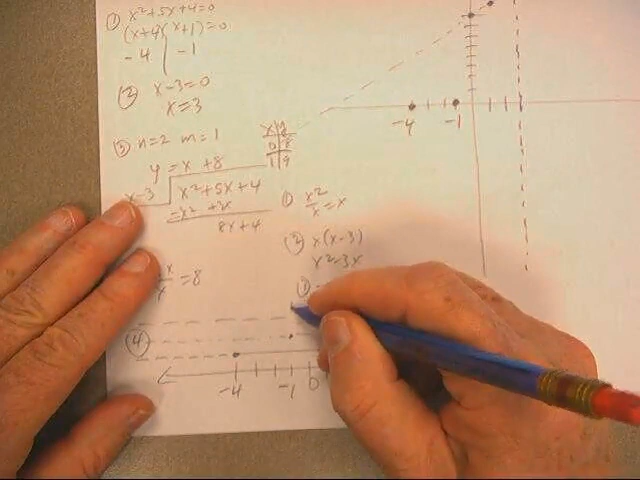 ① x²+5x+4=0
(x+4)(x+1)=0
-4 | -1
② x-3=0
x=3
③ n=2 m=1
x y
0 8
1 9
y = x +8
x-3 x²+5x+4
8x+4
① x²/x = x
② x(x-3)
x²-3x
③
x/x = 8
④
-4 -1 0
-4 -1